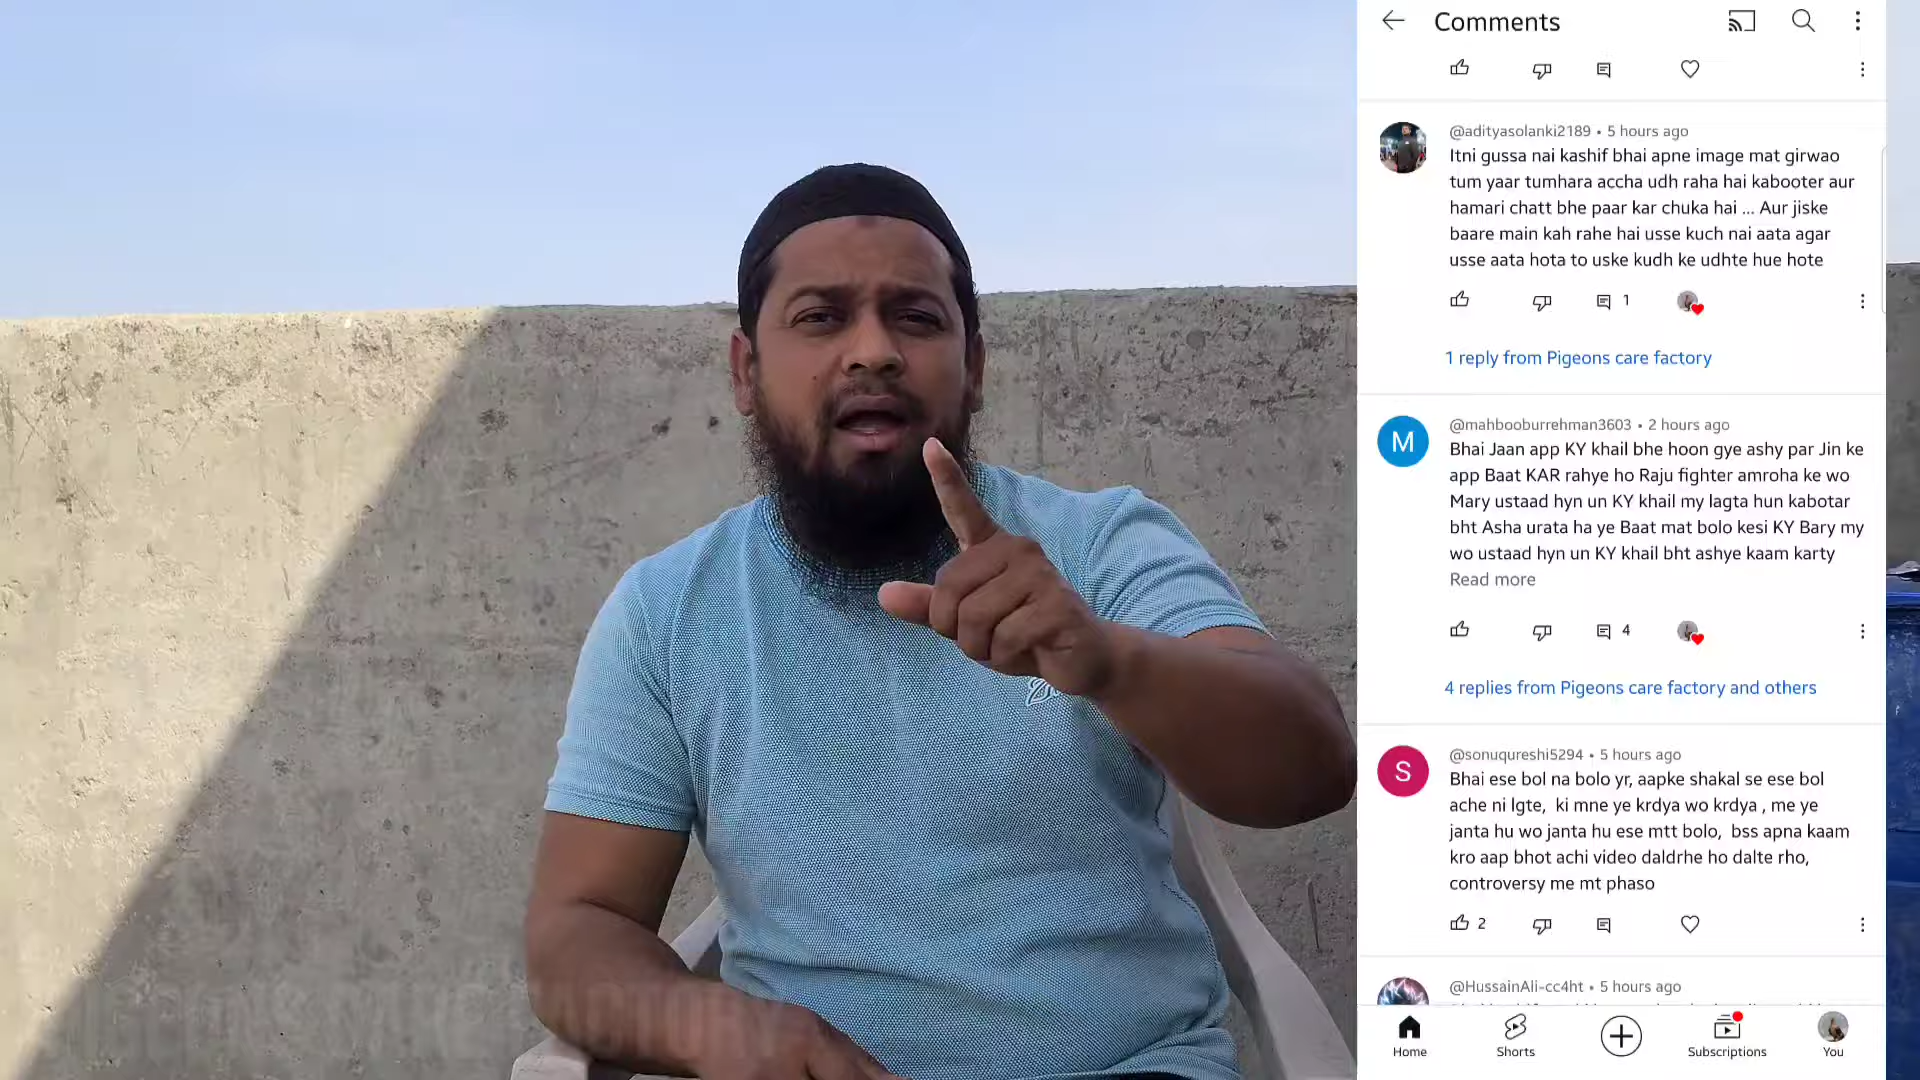 Comments
@adityasolanki2189 • 5 hours ago
Itni gussa nai kashif bhai apne image mat girwao
tum yaar tumhara accha udh raha hai kabooter aur
hamari chatt bhe paar kar chuka hai ... Aur jiske
baare main kah rahe hai usse kuch nai aata agar
usse aata hota to uske kudh ke udhte hue hote
1
1 reply from Pigeons care factory
M
@mahbooburrehman3603 • 2 hours ago
Bhai Jaan app KY khail bhe hoon gye ashy par Jin ke
app Baat KAR rahye ho Raju fighter amroha ke wo
Mary ustaad hyn un KY khail my lagta hun kabotar
bht Asha urata ha ye Baat mat bolo kesi KY Bary my
wo ustaad hyn un KY khail bht ashye kaam karty
Read more
4
4 replies from Pigeons care factory and others
S
@sonuqureshi5294 • 5 hours ago
Bhai ese bol na bolo yr, aapke shakal se ese bol
ache ni lgte, ki mne ye krdya wo krdya , me ye
janta hu wo janta hu ese mtt bolo, bss apna kaam
kro aap bhot achi video daldrhe ho dalte rho,
controversy me mt phaso
2
@HussainAli-cc4ht • 5 hours ago
Home
Shorts
Subscriptions
You